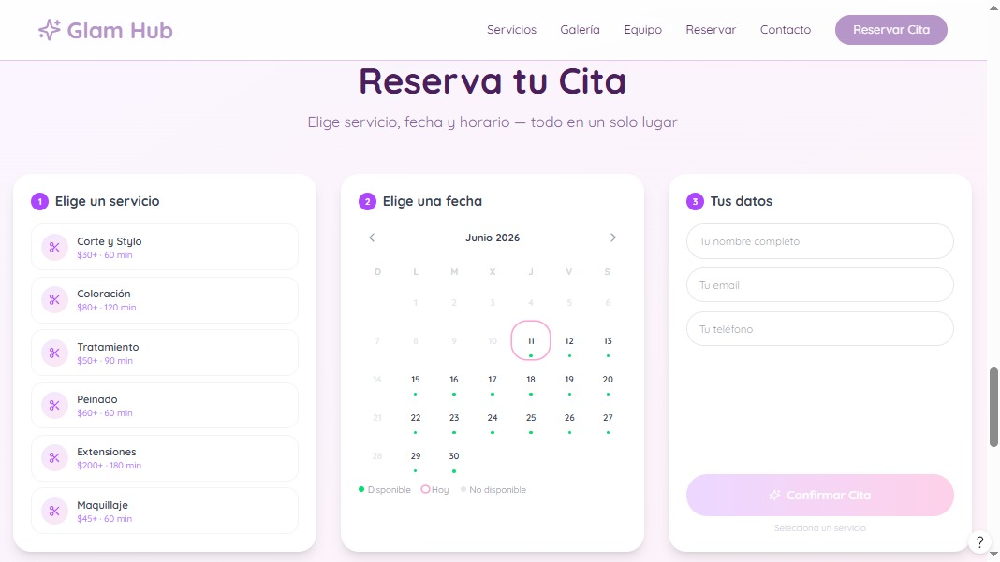 Glam Hub
Servicios Galería Equipo Reservar Contacto Reservar Cita
Reserva tu Cita
Elige servicio, fecha y horario — todo en un solo lugar
1 Elige un servicio
Corte y Stylo
$30+ · 60 min
Coloración
$80+ · 120 min
Tratamiento
$50+ · 90 min
Peinado
$60+ · 60 min
Extensiones
$200+ · 180 min
Maquillaje
$45+ · 60 min
2 Elige una fecha
Junio 2026
D L M X J V S
1 2 3 4 5 6
7 8 9 10 11 12 13
14 15 16 17 18 19 20
21 22 23 24 25 26 27
28 29 30
Disponible Hoy No disponible
3 Tus datos
Tu nombre completo
Tu email
Tu teléfono
Confirmar Cita
Selecciona un servicio
?